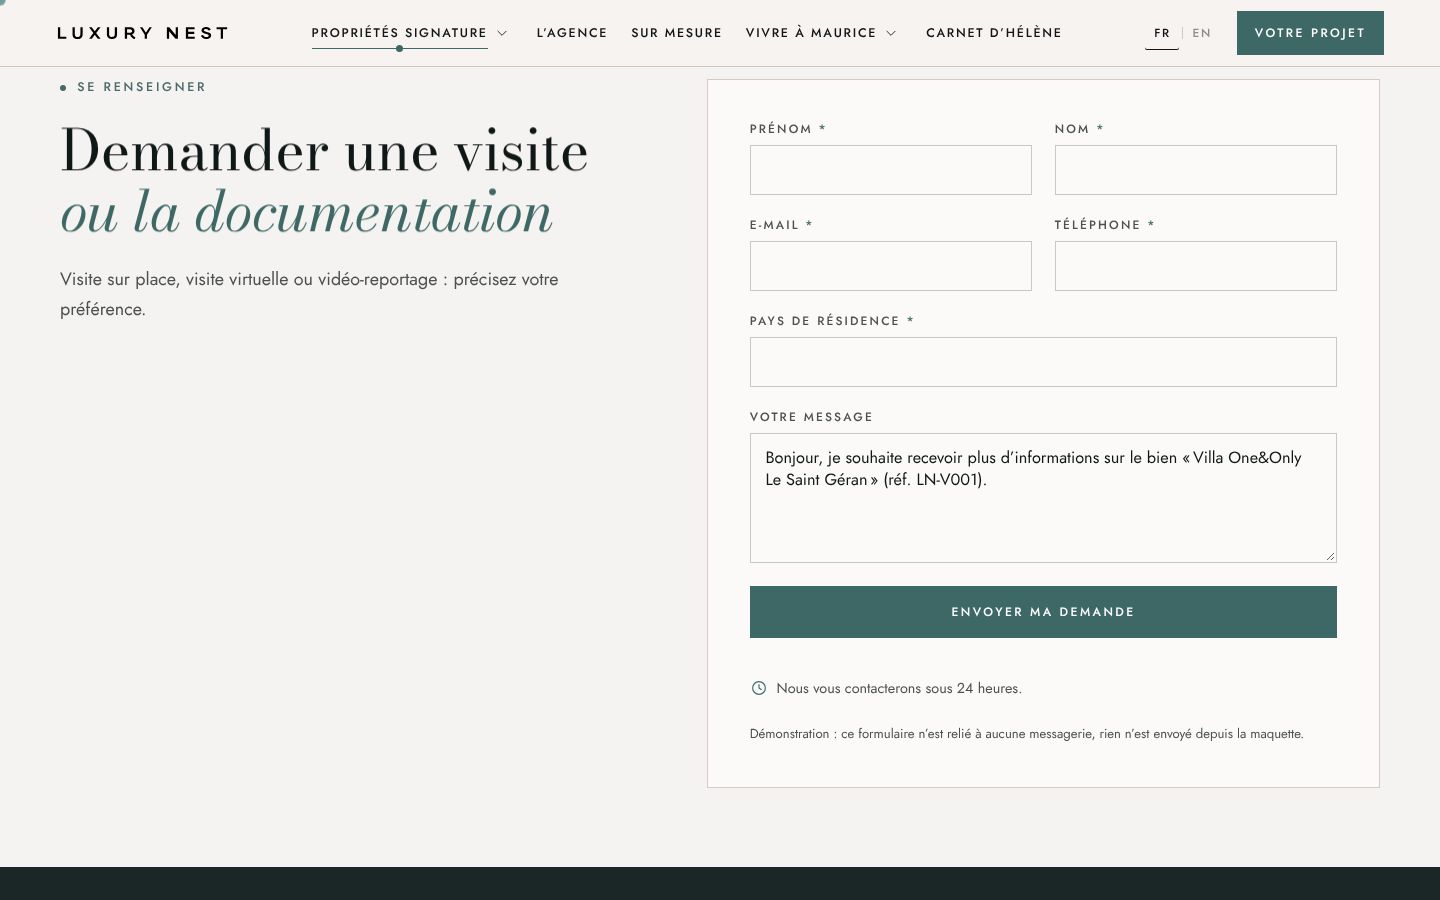 LUXURY NEST
PROPRIÉTÉS SIGNATURE
L’AGENCE
SUR MESURE
VIVRE À MAURICE
CARNET D’HÉLÈNE
FR
EN
VOTRE PROJET
SE RENSEIGNER
Demander une visite
ou la documentation
Visite sur place, visite virtuelle ou vidéo-reportage : précisez votre
préférence.
PRÉNOM *
NOM *
E-MAIL *
TÉLÉPHONE *
PAYS DE RÉSIDENCE *
VOTRE MESSAGE
Bonjour, je souhaite recevoir plus d’informations sur le bien « Villa One&Only
Le Saint Géran » (réf. LN-V001).
ENVOYER MA DEMANDE
Nous vous contacterons sous 24 heures.
Démonstration : ce formulaire n’est relié à aucune messagerie, rien n’est envoyé depuis la maquette.